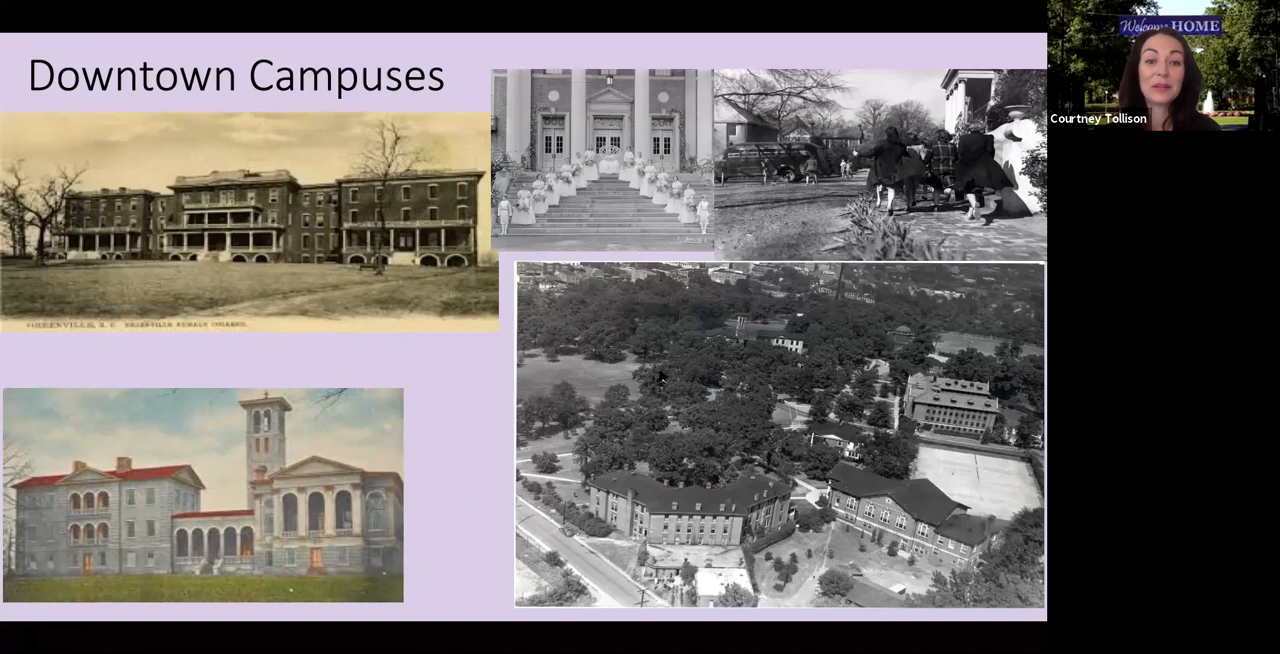 Downtown Campuses
Welcome HOME
Courtney Tollison
GREENVILLE, S. C. GREENVILLE FEMALE COLLEGE.